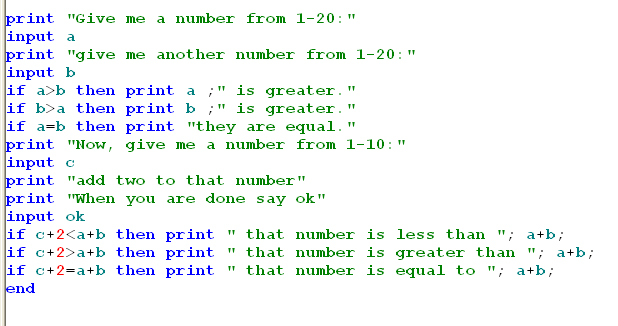 print "Give me a number from 1-20:"
input a
print "give me another number from 1-20:"
input b
if a>b then print a ;" is greater."
if b>a then print b ;" is greater."
if a=b then print "they are equal."
print "Now, give me a number from 1-10:"
input c
print "add two to that number"
print "When you are done say ok"
input ok
if c+2<a+b then print " that number is less than "; a+b;
if c+2>a+b then print " that number is greater than "; a+b;
if c+2=a+b then print " that number is equal to "; a+b;
end